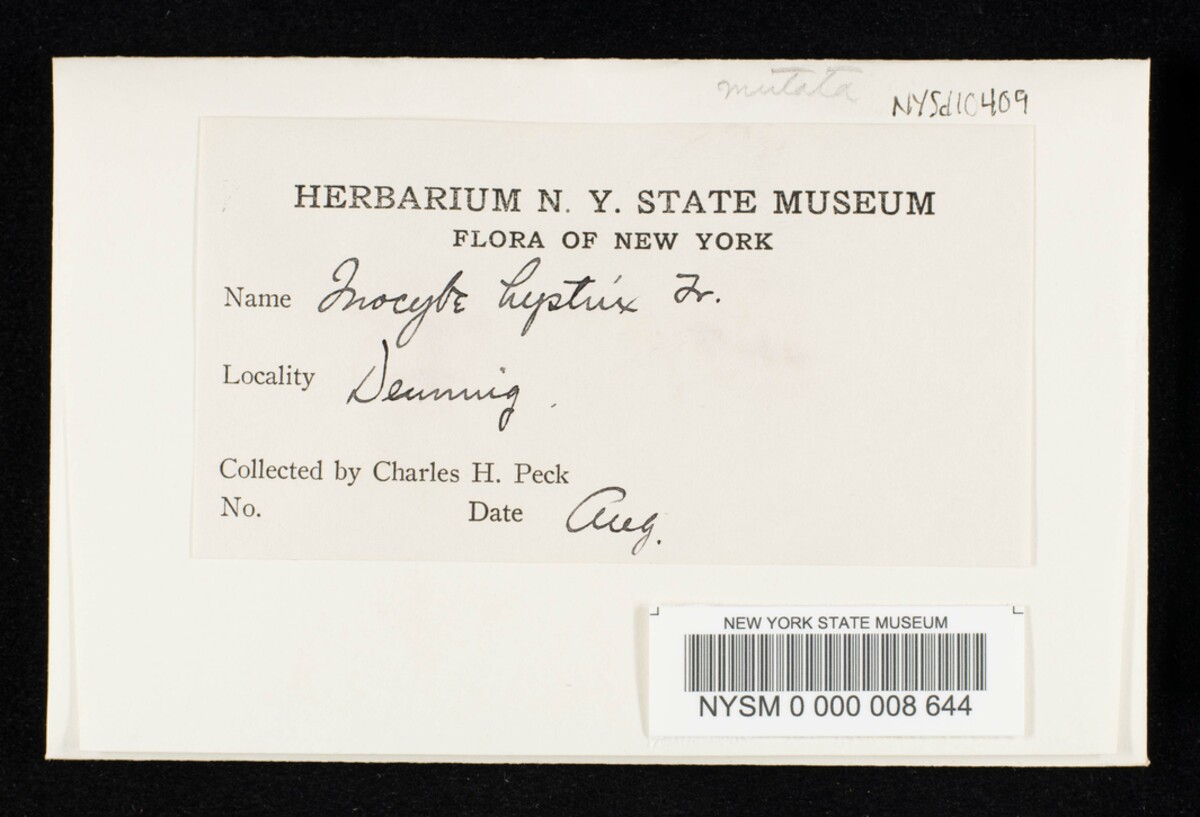 mutata
NYSd10409
HERBARIUM N. Y. STATE MUSEUM
FLORA OF NEW YORK
Name Inocybe hystrix Fr.
Locality Denning.
Collected by Charles H. Peck
No. Date Aug.
NEW YORK STATE MUSEUM
NYSM 0 000 008 644